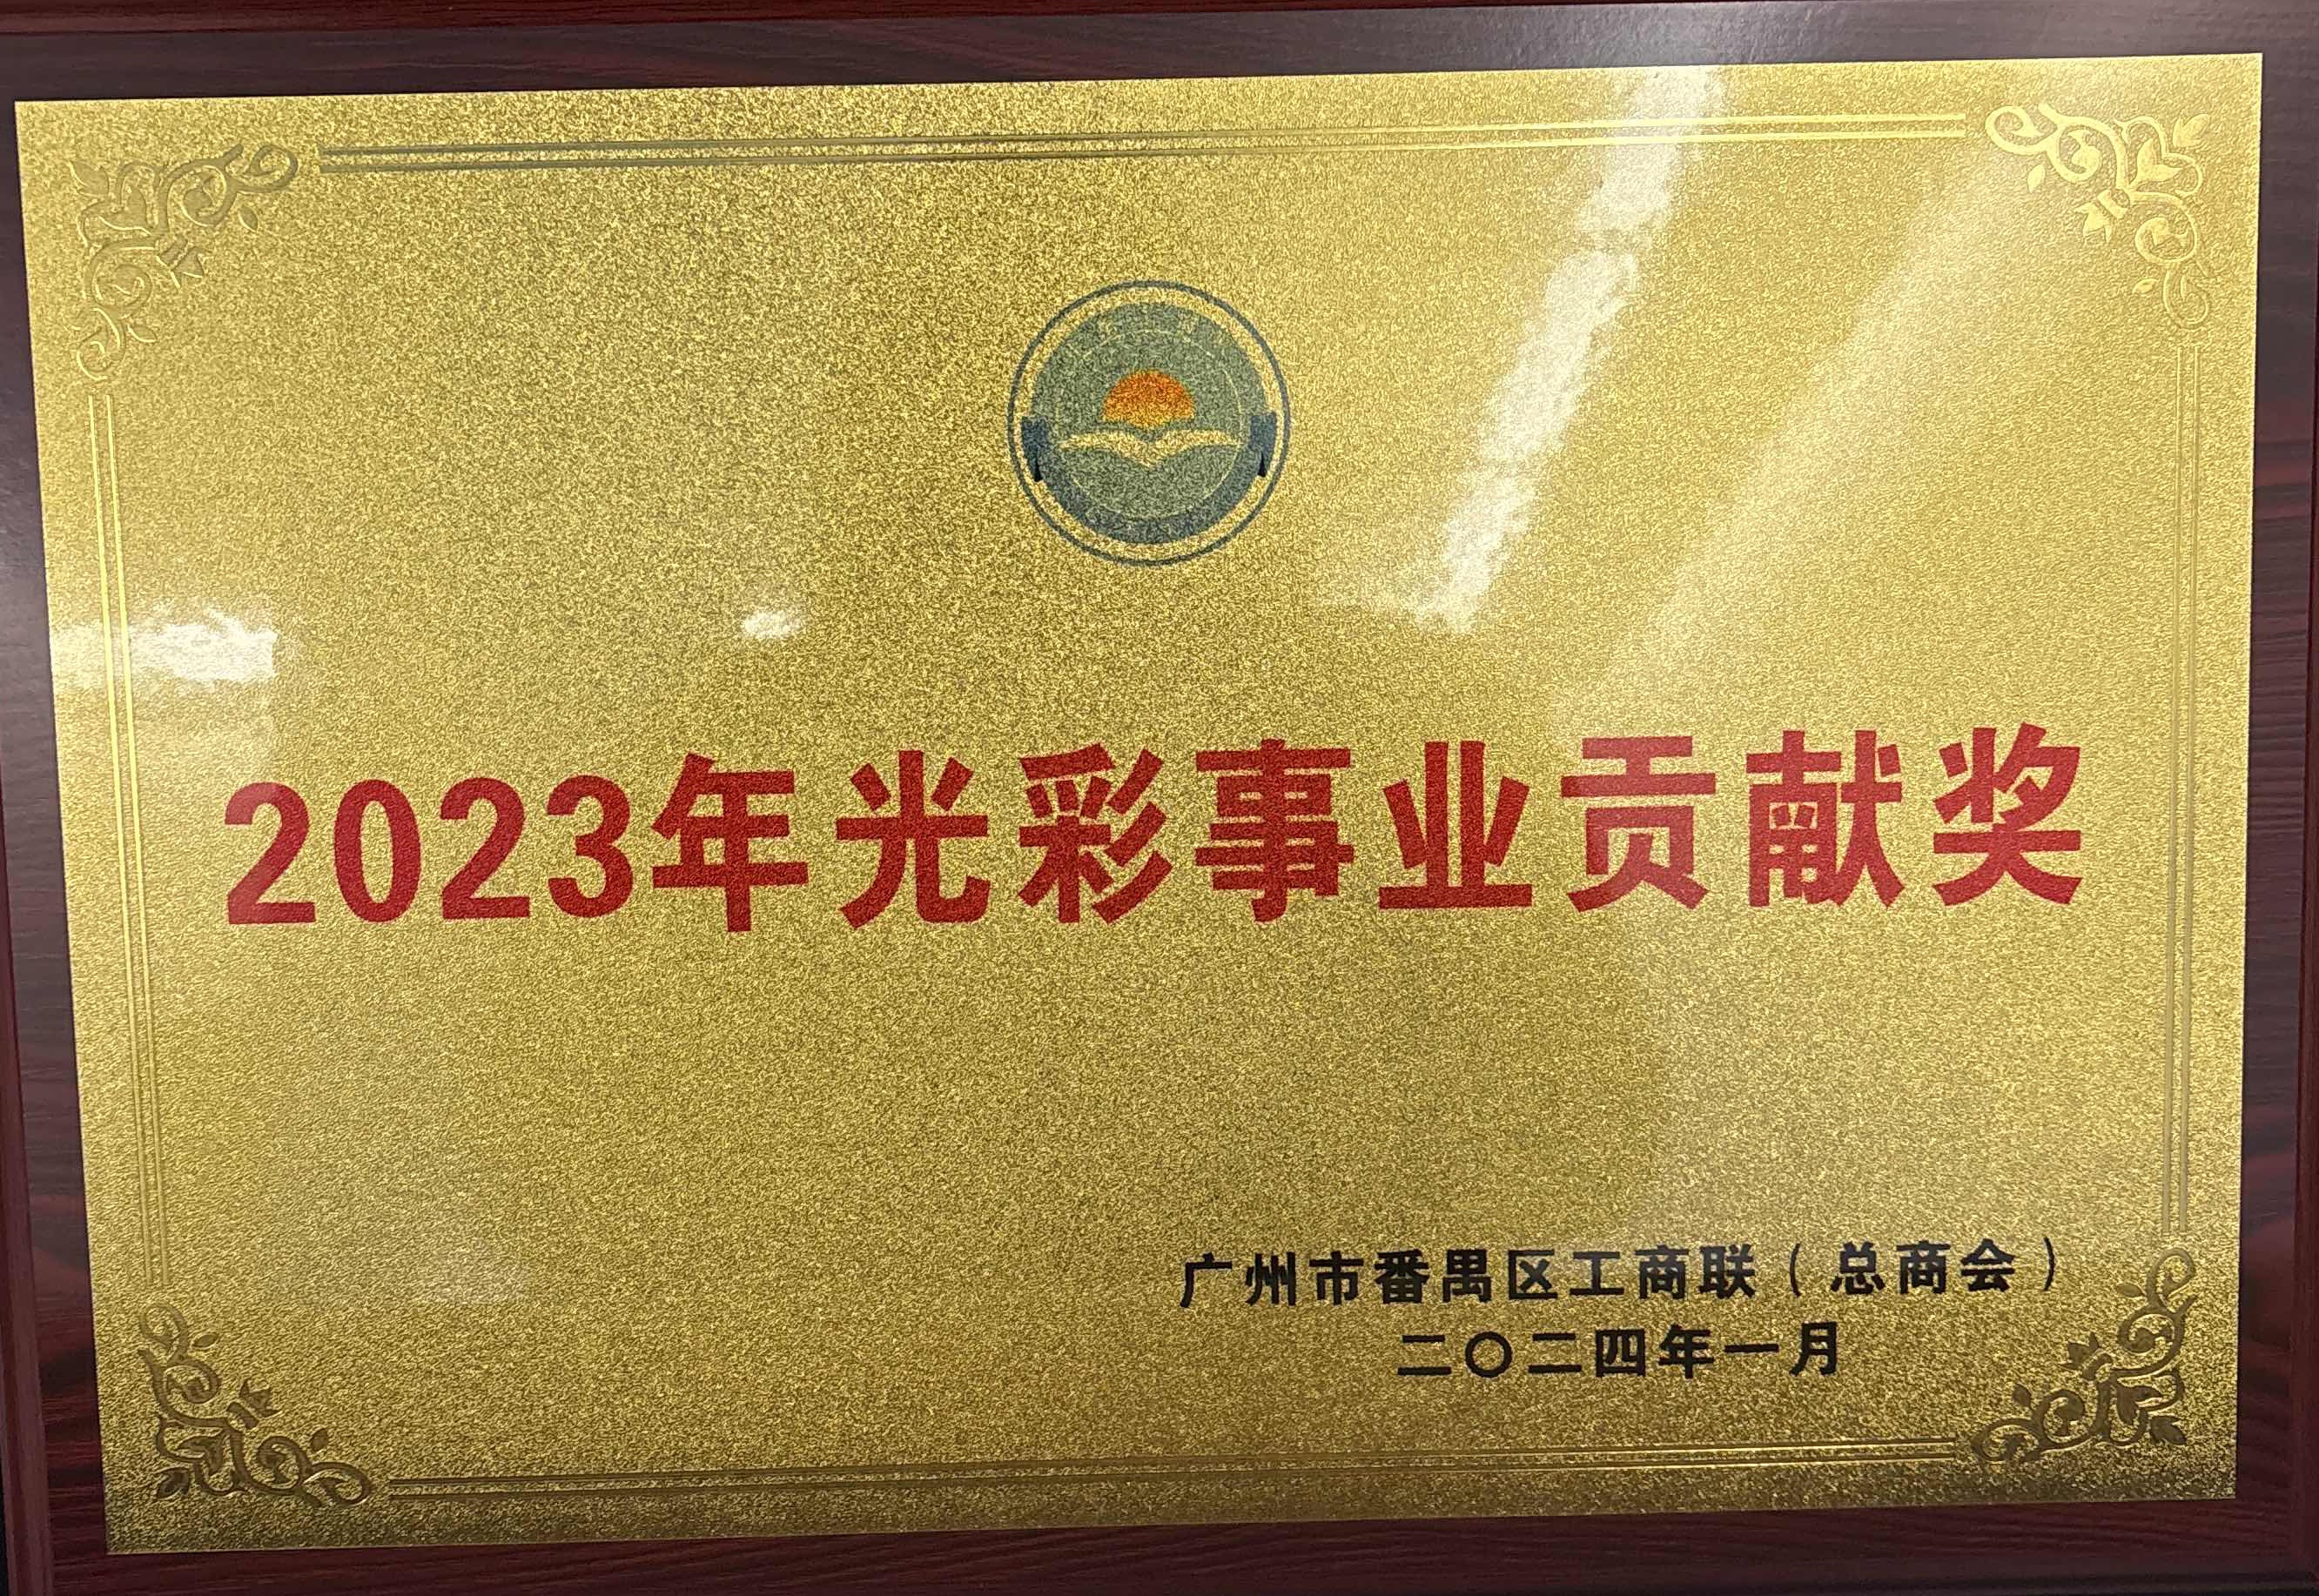 2023年光彩事业贡献奖
广州市番禺区工商联（总商会）
二〇二四年一月